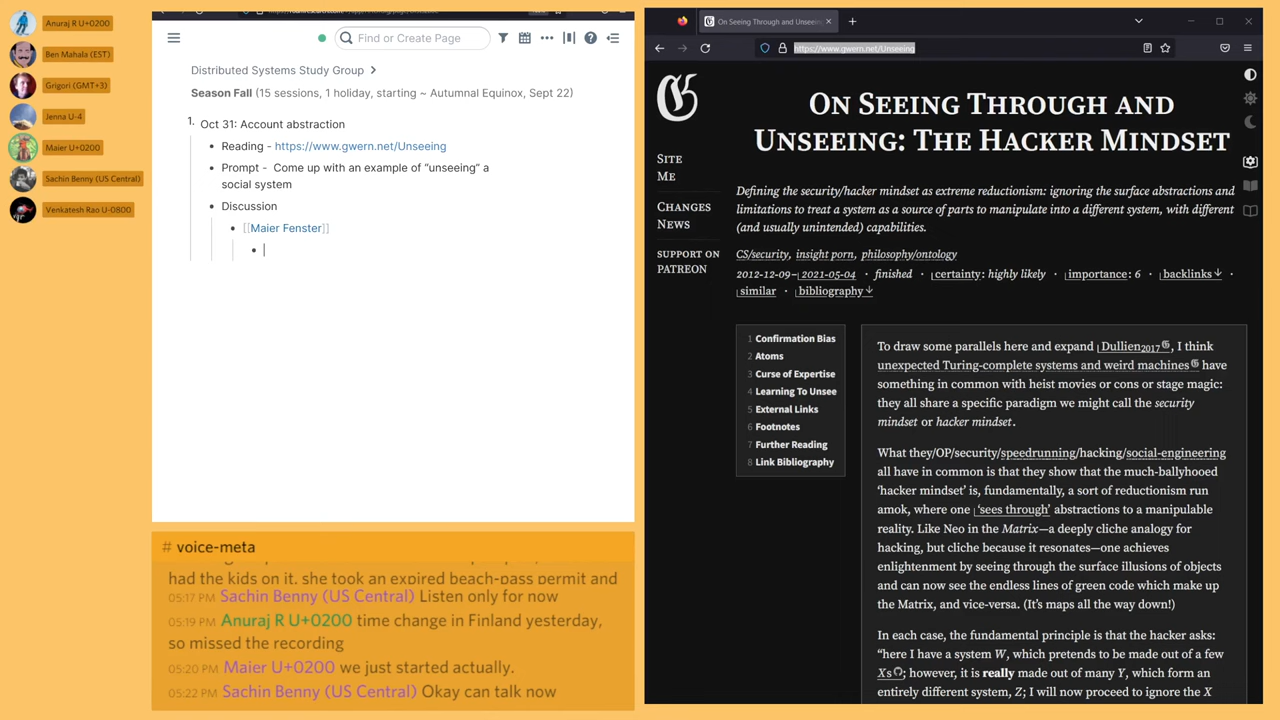 Anuraj R U+0200
Ben Mahala (EST)
Grigori (GMT+3)
Jenna U-4
Maier U+0200
Sachin Benny (US Central)
Venkatesh Rao U-0800
Find or Create Page
Distributed Systems Study Group
Season Fall (15 sessions, 1 holiday, starting ~ Autumnal Equinox, Sept 22)
1. Oct 31: Account abstraction
• Reading - https://www.gwern.net/Unseeing
• Prompt - Come up with an example of “unseeing” a
social system
• Discussion
• [[Maier Fenster]]
# voice-meta
had the kids on it. she took an expired beach-pass permit and
05:17 PM Sachin Benny (US Central) Listen only for now
05:19 PM Anuraj R U+0200 time change in Finland yesterday,
so missed the recording
05:20 PM Maier U+0200 we just started actually.
05:22 PM Sachin Benny (US Central) Okay can talk now
On Seeing Through and Unseein
https://www.gwern.net/Unseeing
SITE
ME
CHANGES
NEWS
SUPPORT ON
PATREON
ON SEEING THROUGH AND
UNSEEING: THE HACKER MINDSET
Defining the security/hacker mindset as extreme reductionism: ignoring the surface abstractions and
limitations to treat a system as a source of parts to manipulate into a different system, with different
(and usually unintended) capabilities.
CS/security, insight porn, philosophy/ontology
2012-12-09–2021-05-04 · finished · certainty: highly likely · importance: 6 · backlinks ·
similar · bibliography
1 Confirmation Bias
2 Atoms
3 Curse of Expertise
4 Learning To Unsee
5 External Links
6 Footnotes
7 Further Reading
8 Link Bibliography
To draw some parallels here and expand Dullien2017, I think
unexpected Turing-complete systems and weird machines have
something in common with heist movies or cons or stage magic:
they all share a specific paradigm we might call the security
mindset or hacker mindset.
What they/OP/security/speedrunning/hacking/social-engineering
all have in common is that they show that the much-ballyhooed
‘hacker mindset’ is, fundamentally, a sort of reductionism run
amok, where one ‘sees through’ abstractions to a manipulable
reality. Like Neo in the Matrix—a deeply cliche analogy for
hacking, but cliche because it resonates—one achieves
enlightenment by seeing through the surface illusions of objects
and can now see the endless lines of green code which make up
the Matrix, and vice-versa. (It’s maps all the way down!)
In each case, the fundamental principle is that the hacker asks:
“here I have a system W, which pretends to be made out of a few
Xs; however, it is really made out of many Y, which form an
entirely different system, Z; I will now proceed to ignore the X